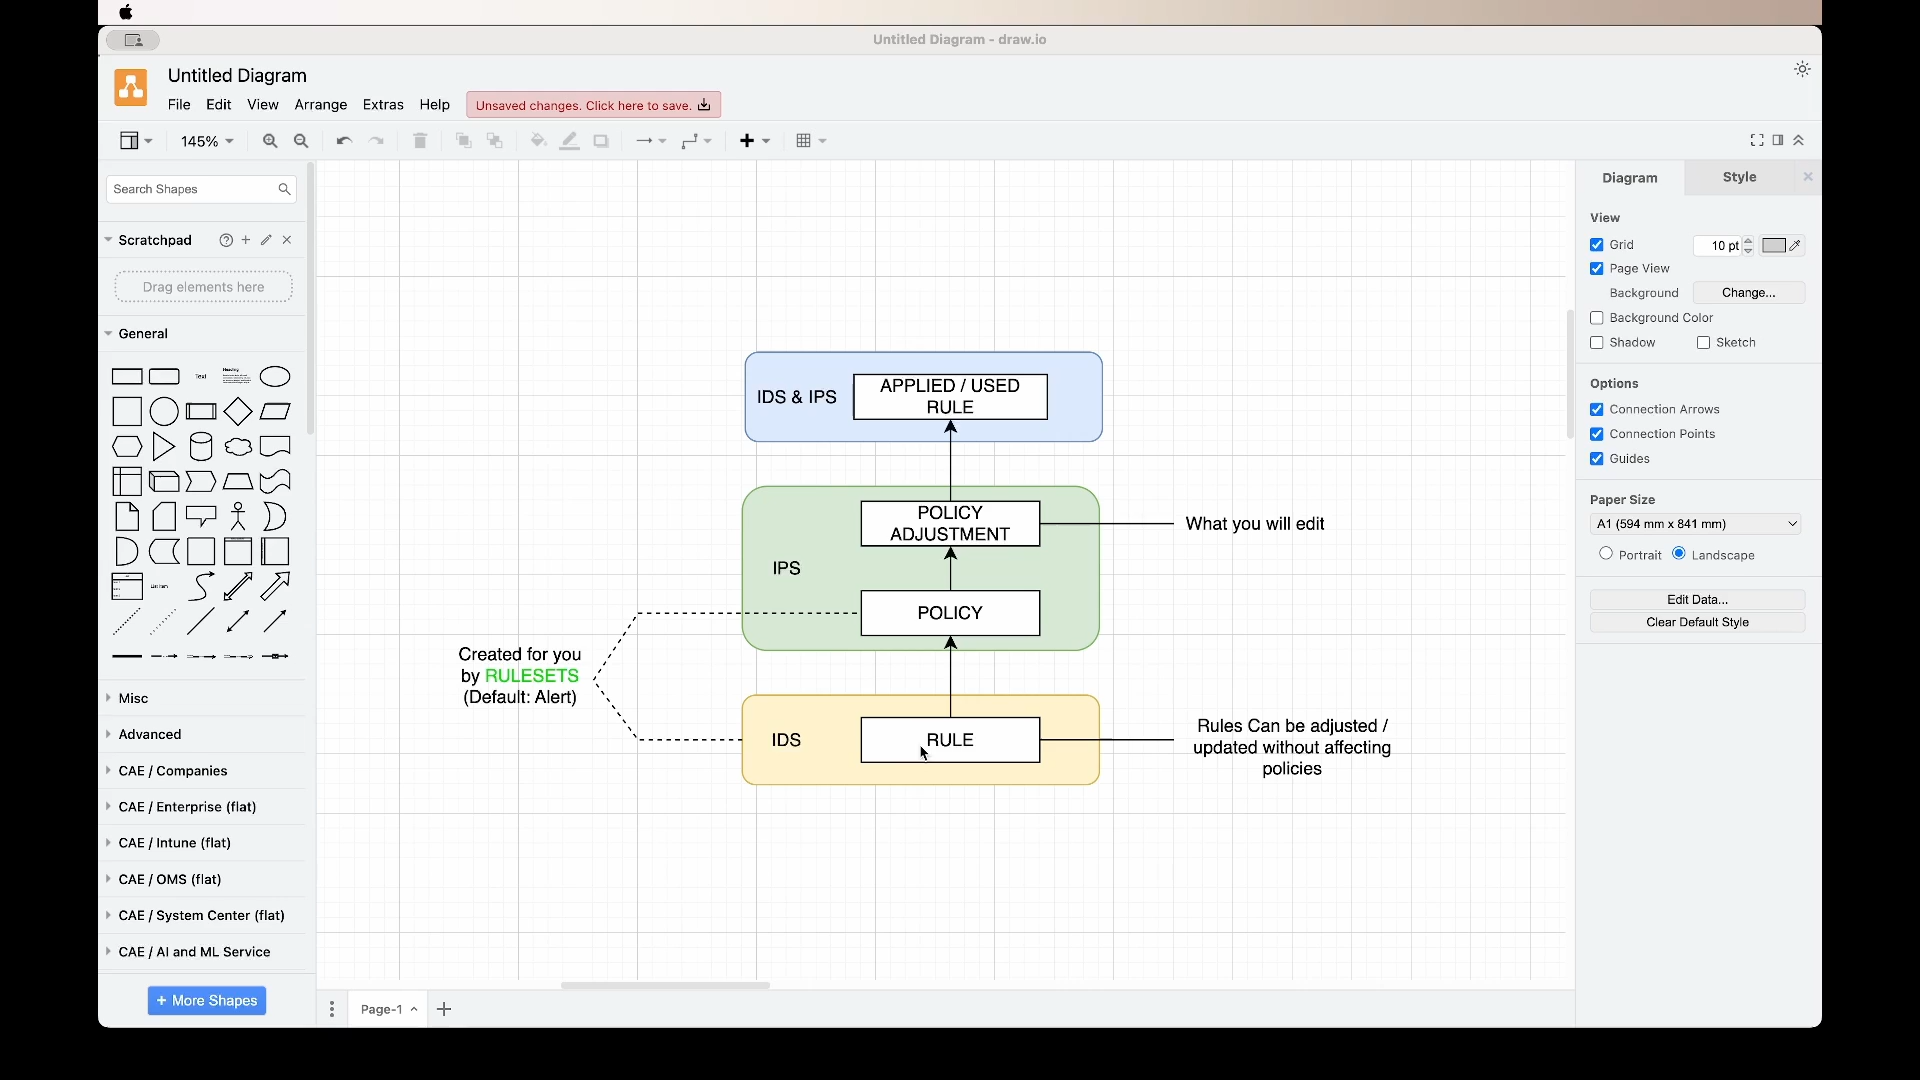 Untitled Diagram - draw.io
Untitled Diagram
File Edit View Arrange Extras Help Unsaved changes. Click here to save.
145%
Search Shapes
Scratchpad
Drag elements here
General
Text
Heading
List Item
Misc
Advanced
CAE / Companies
CAE / Enterprise (flat)
CAE / Intune (flat)
CAE / OMS (flat)
CAE / System Center (flat)
CAE / AI and ML Service
+ More Shapes
IDS & IPS
APPLIED / USED
RULE
POLICY
ADJUSTMENT
What you will edit
IPS
POLICY
Created for you
by RULESETS
(Default: Alert)
IDS
RULE
Rules Can be adjusted /
updated without affecting
policies
Page-1
Diagram Style
View
Grid 10 pt
Page View
Background Change...
Background Color
Shadow Sketch
Options
Connection Arrows
Connection Points
Guides
Paper Size
A1 (594 mm x 841 mm)
Portrait Landscape
Edit Data...
Clear Default Style